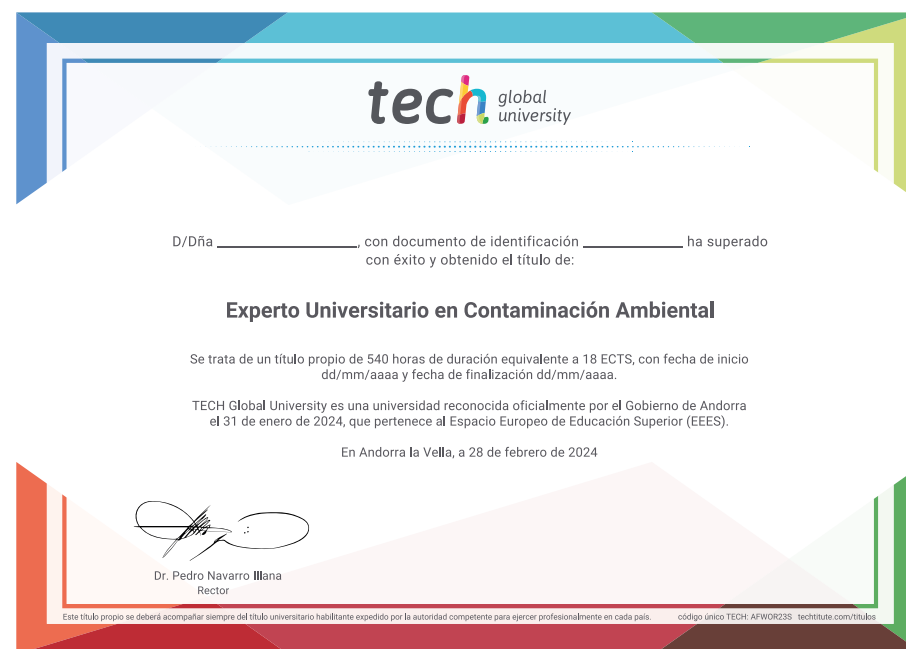 tech global university
D/Dña ____________________, con documento de identificación ______________ ha superado
con éxito y obtenido el título de:
Experto Universitario en Contaminación Ambiental
Se trata de un título propio de 540 horas de duración equivalente a 18 ECTS, con fecha de inicio
dd/mm/aaaa y fecha de finalización dd/mm/aaaa.
TECH Global University es una universidad reconocida oficialmente por el Gobierno de Andorra
el 31 de enero de 2024, que pertenece al Espacio Europeo de Educación Superior (EEES).
En Andorra la Vella, a 28 de febrero de 2024
Dr. Pedro Navarro Illana
Rector
Este título propio se deberá acompañar siempre del título universitario habilitante expedido por la autoridad competente para ejercer profesionalmente en cada país. código único TECH: AFWOR23S techtitute.com/titulos